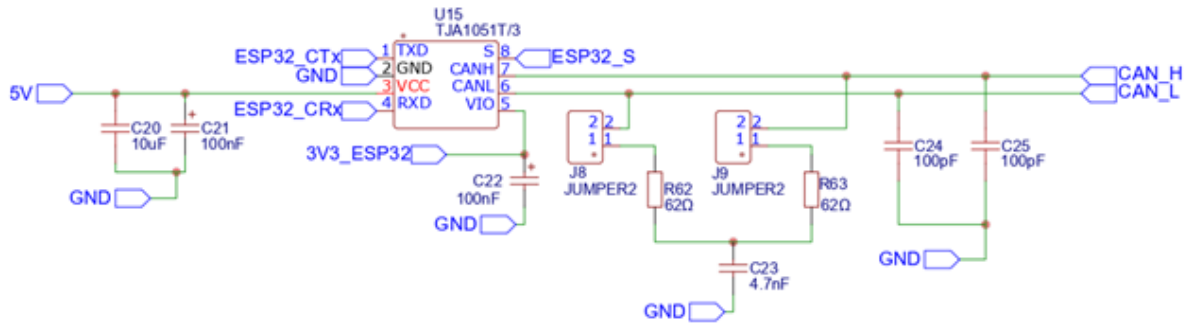 U15
TJA1051T/3
ESP32_CTx
1
TXD
S
8
ESP32_S
GND
2
GND
CANH
7
CAN_H
5V
3
VCC
CANL
6
CAN_L
ESP32_CRx
4
RXD
VIO
5
C20
10uF
+
C21
100nF
GND
3V3_ESP32
+
C22
100nF
GND
2
2
1
1
J8
JUMPER2
2
2
1
1
J9
JUMPER2
R62
62Ω
R63
62Ω
C23
4.7nF
GND
C24
100pF
C25
100pF
GND